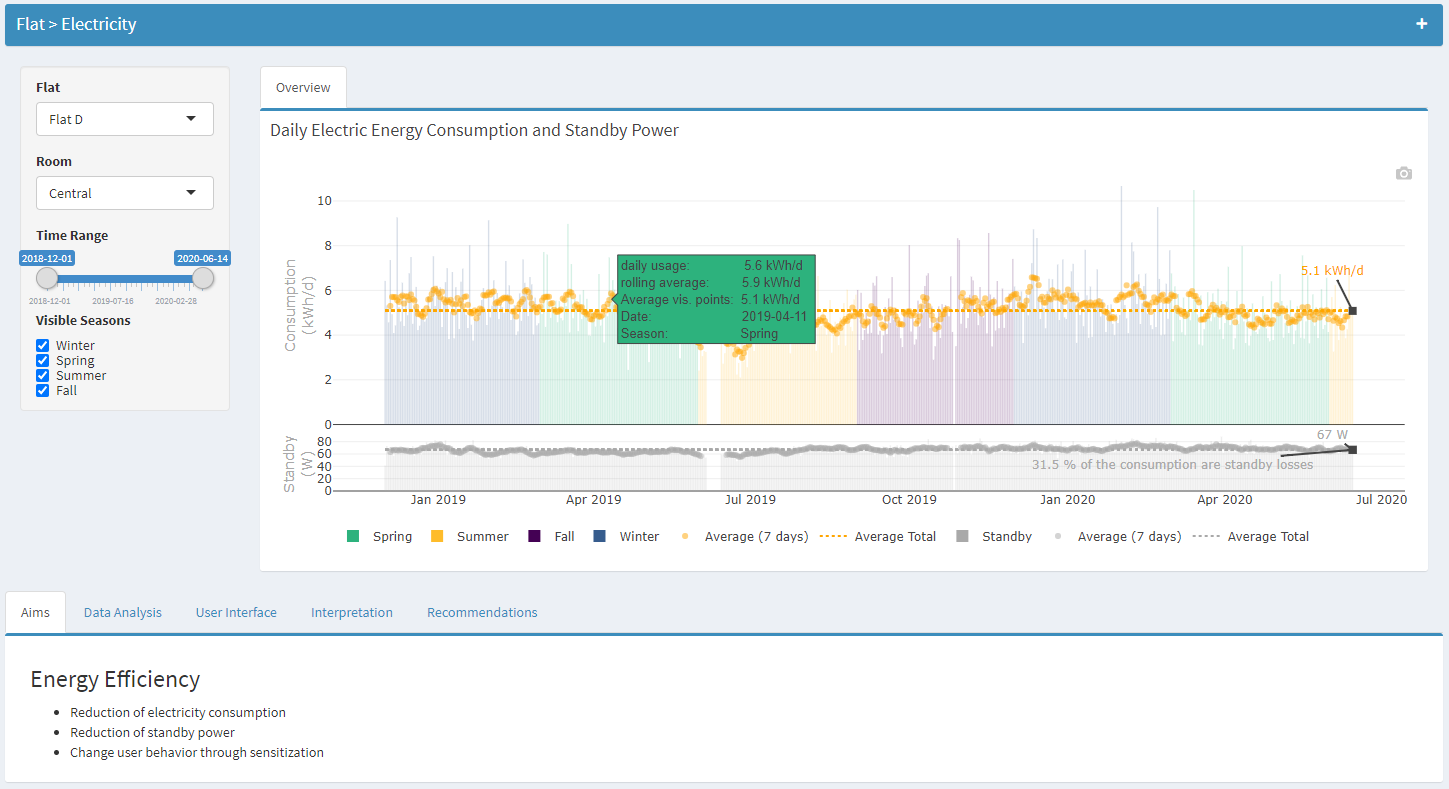 Flat > Electricity
+
Flat
Flat D
Room
Central
Time Range
2018-12-01 2020-06-14
2018-12-01 2019-07-16 2020-02-28
Visible Seasons
Winter
Spring
Summer
Fall
Overview
Daily Electric Energy Consumption and Standby Power
Consumption
(kWh/d)
10
8
6
4
2
0
daily usage: 5.6 kWh/d
rolling average: 5.9 kWh/d
Average vis. points: 5.1 kWh/d
Date: 2019-04-11
Season: Spring
5.1 kWh/d
Standby
(W)
80
60
40
20
0
67 W
31.5 % of the consumption are standby losses
Jan 2019 Apr 2019 Jul 2019 Oct 2019 Jan 2020 Apr 2020 Jul 2020
Spring Summer Fall Winter Average (7 days) Average Total Standby Average (7 days) Average Total
Aims Data Analysis User Interface Interpretation Recommendations
Energy Efficiency
• Reduction of electricity consumption
• Reduction of standby power
• Change user behavior through sensitization